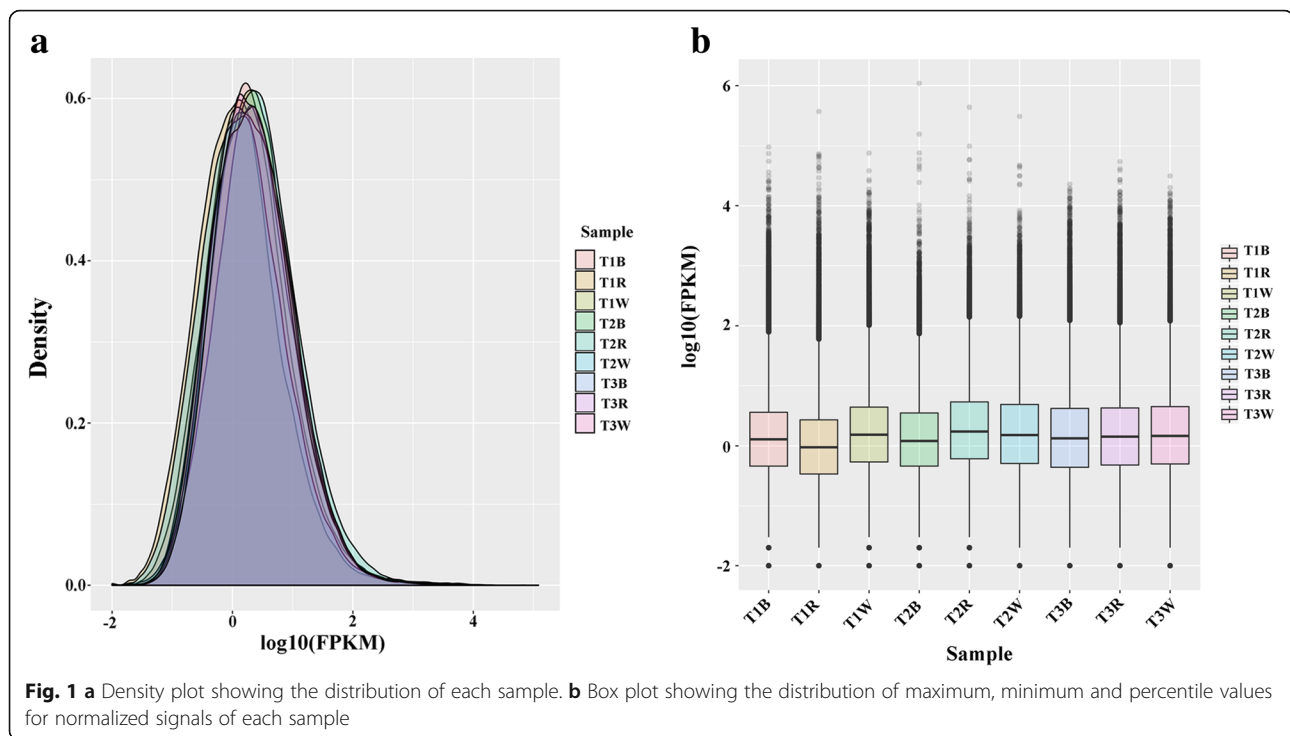 a
Density
0.6
0.4
0.2
0.0
-2 0 2 4
log10(FPKM)
Sample
T1B
T1R
T1W
T2B
T2R
T2W
T3B
T3R
T3W
b
log10(FPKM)
6
4
2
0
-2
T1B T1R T1W T2B T2R T2W T3B T3R T3W
Sample
T1B
T1R
T1W
T2B
T2R
T2W
T3B
T3R
T3W
Fig. 1 a Density plot showing the distribution of each sample. b Box plot showing the distribution of maximum, minimum and percentile values
for normalized signals of each sample